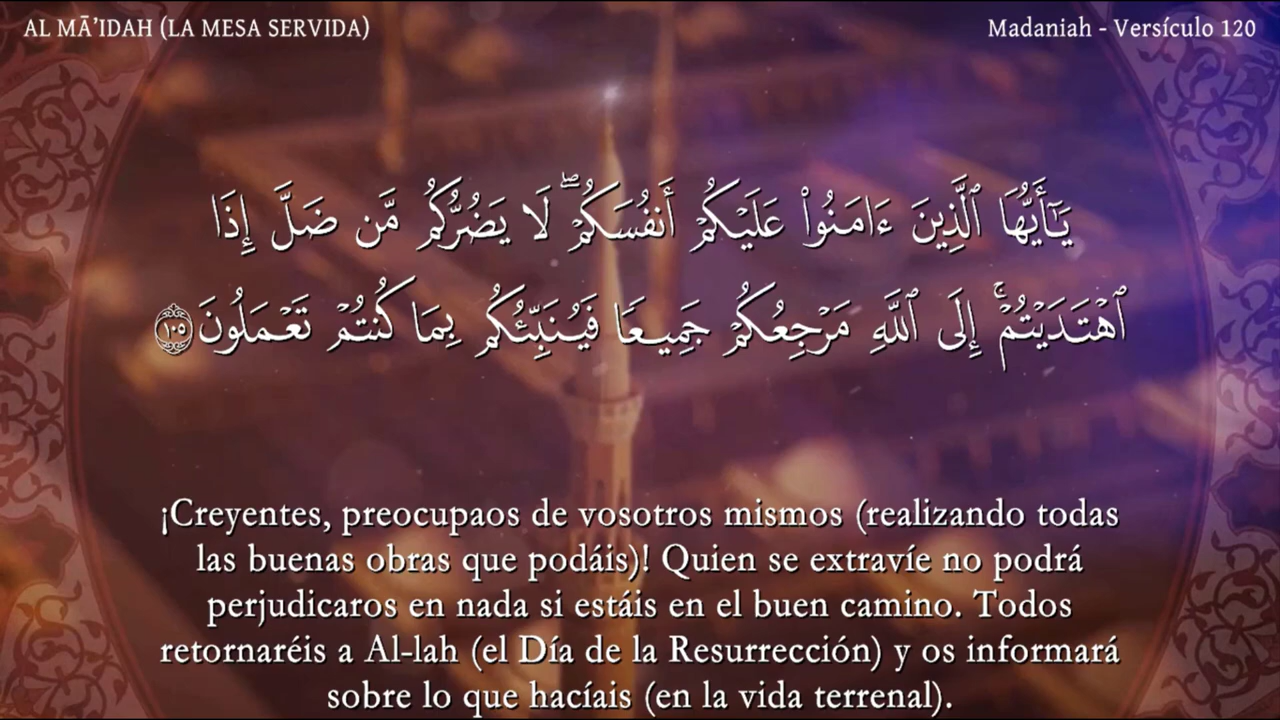 AL MĀ’IDAH (LA MESA SERVIDA)
Madaniah - Versículo 120
يَـٰٓأَيُّهَا ٱلَّذِينَ ءَامَنُوا۟ عَلَيْكُمْ أَنفُسَكُمْ ۖ لَا يَضُرُّكُم مَّن ضَلَّ إِذَا
ٱهْتَدَيْتُمْ ۚ إِلَى ٱللَّهِ مَرْجِعُكُمْ جَمِيعًا فَيُنَبِّئُكُم بِمَا كُنتُمْ تَعْمَلُونَ ١٠٥
¡Creyentes, preocupaos de vosotros mismos (realizando todas
las buenas obras que podáis)! Quien se extravíe no podrá
perjudicaros en nada si estáis en el buen camino. Todos
retornaréis a Al-lah (el Día de la Resurrección) y os informará
sobre lo que hacíais (en la vida terrenal).